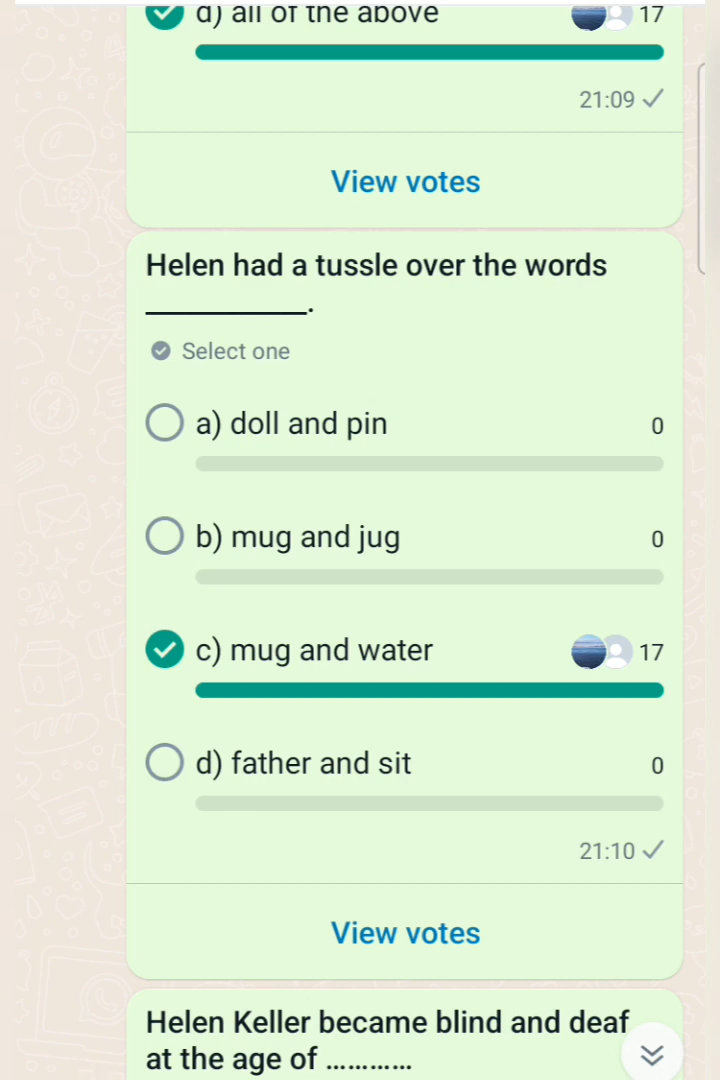 d) all of the above 17
21:09
View votes
Helen had a tussle over the words
____________.
Select one
a) doll and pin 0
b) mug and jug 0
c) mug and water 17
d) father and sit 0
21:10
View votes
Helen Keller became blind and deaf
at the age of ............